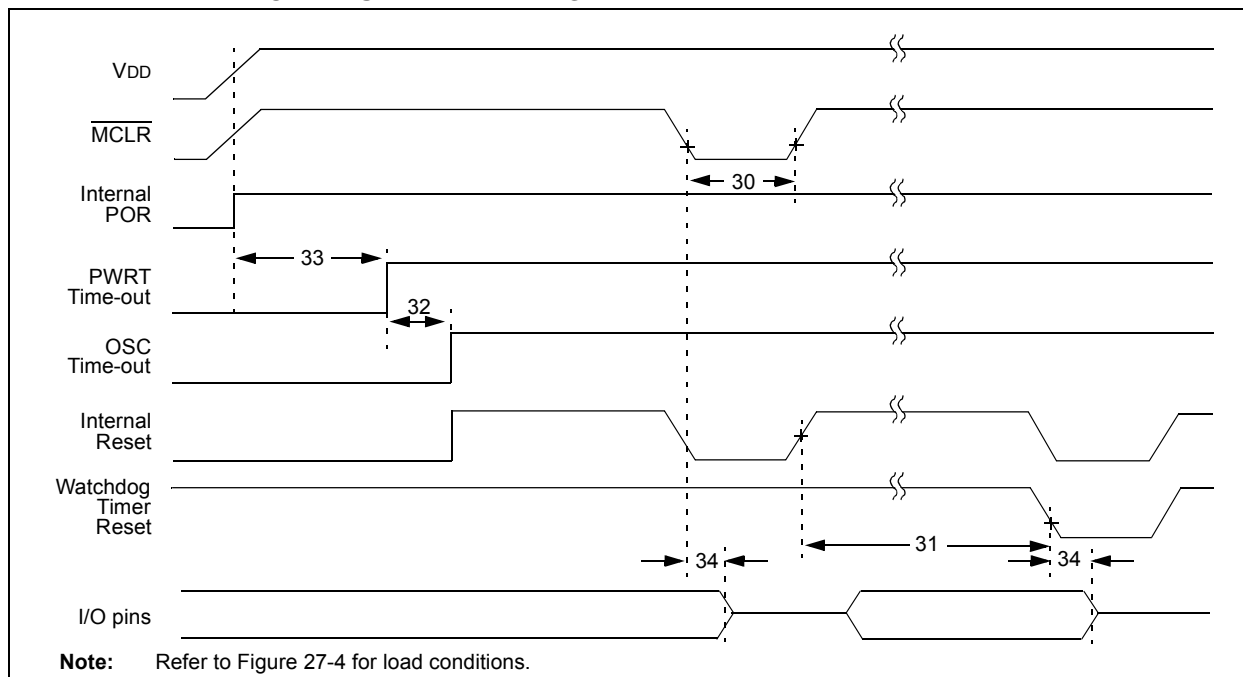 VDD
MCLR
30
Internal
POR
33
PWRT
Time-out
32
OSC
Time-out
Internal
Reset
Watchdog
Timer
Reset
31
34
34
I/O pins
Note: Refer to Figure 27-4 for load conditions.